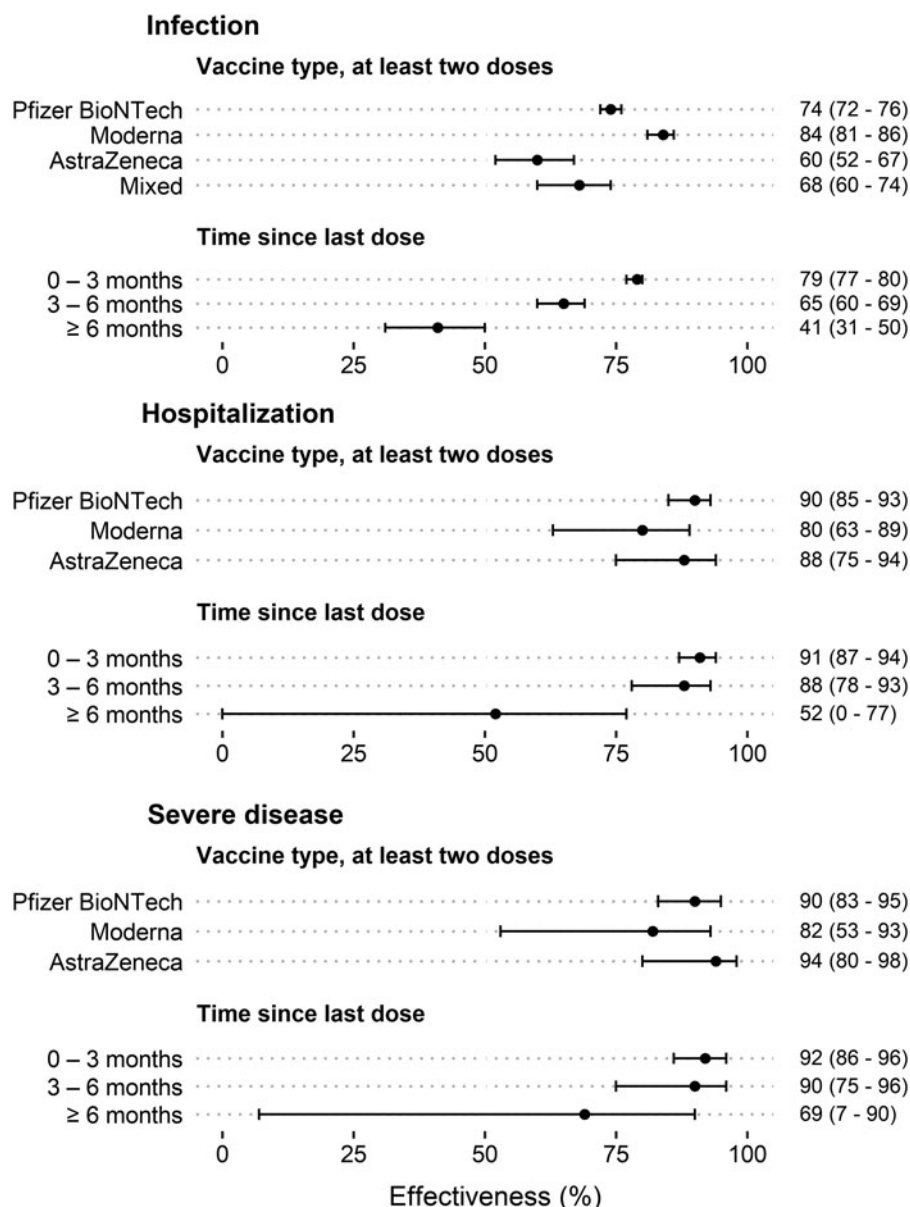 Infection
Vaccine type, at least two doses
Pfizer BioNTech 74 (72 - 76)
Moderna 84 (81 - 86)
AstraZeneca 60 (52 - 67)
Mixed 68 (60 - 74)
Time since last dose
0 – 3 months 79 (77 - 80)
3 – 6 months 65 (60 - 69)
≥ 6 months 41 (31 - 50)
0 25 50 75 100
Hospitalization
Vaccine type, at least two doses
Pfizer BioNTech 90 (85 - 93)
Moderna 80 (63 - 89)
AstraZeneca 88 (75 - 94)
Time since last dose
0 – 3 months 91 (87 - 94)
3 – 6 months 88 (78 - 93)
≥ 6 months 52 (0 - 77)
0 25 50 75 100
Severe disease
Vaccine type, at least two doses
Pfizer BioNTech 90 (83 - 95)
Moderna 82 (53 - 93)
AstraZeneca 94 (80 - 98)
Time since last dose
0 – 3 months 92 (86 - 96)
3 – 6 months 90 (75 - 96)
≥ 6 months 69 (7 - 90)
0 25 50 75 100
Effectiveness (%)